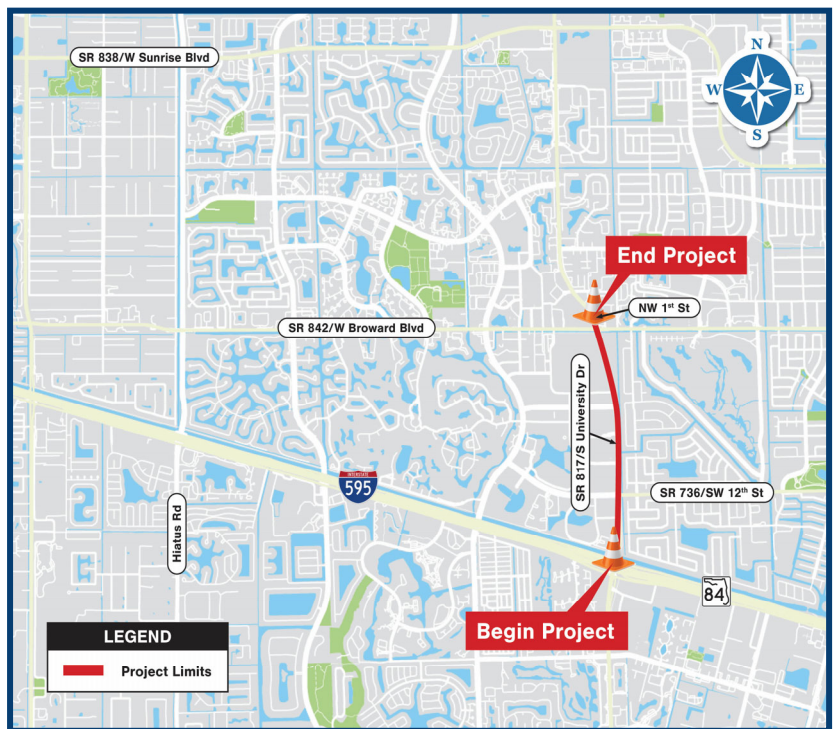 SR 838/W Sunrise Blvd
N
W
E
S
End Project
NW 1st St
SR 842/W Broward Blvd
SR 817/S University Dr
INTERSTATE
595
SR 736/SW 12th St
Hiatus Rd
84
Begin Project
LEGEND
Project Limits